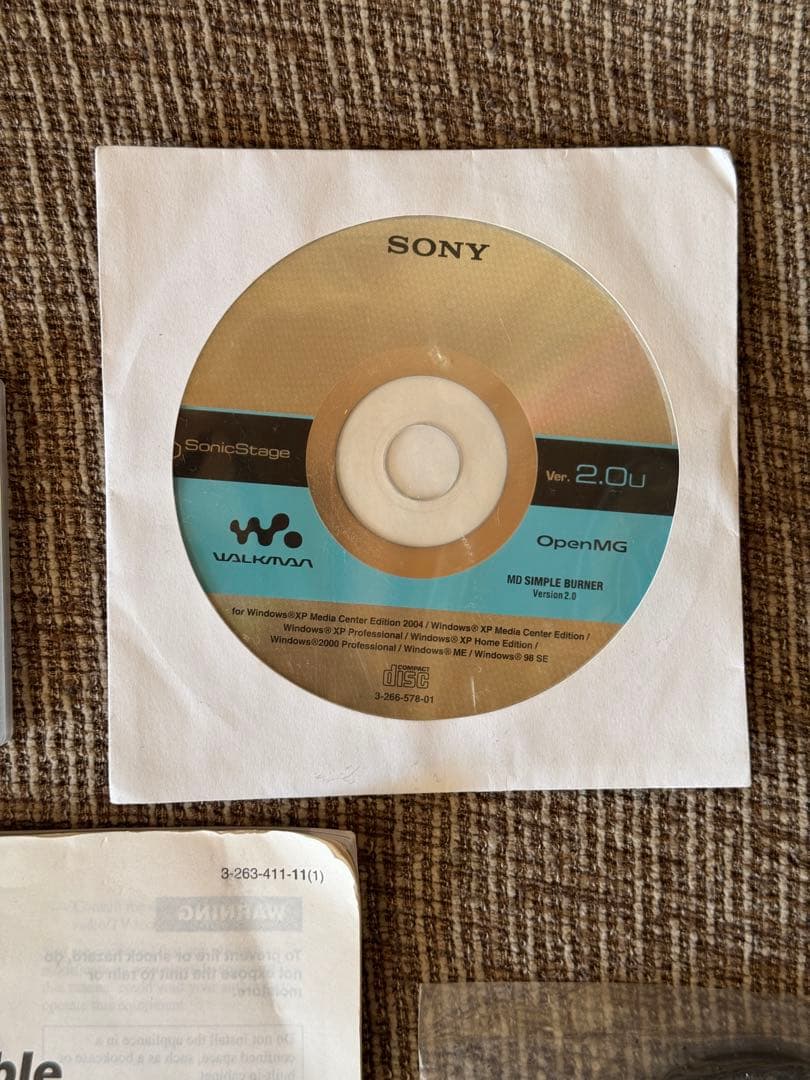 SONY
SonicStage
Ver. 2.0u
WALKMAN
OpenMG
MD SIMPLE BURNER
Version 2.0
for Windows®XP Media Center Edition 2004 / Windows® XP Media Center Edition /
Windows® XP Professional / Windows® XP Home Edition /
Windows®2000 Professional / Windows® ME / Windows® 98 SE
COMPACT
disc
3-266-578-01
3-263-411-11(1)
WARNING
To prevent fire or shock hazard, do
not expose the unit to rain or
moisture.
Do not install the appliance in a
confined space, such as a bookcase or
built-in cabinet.
ble